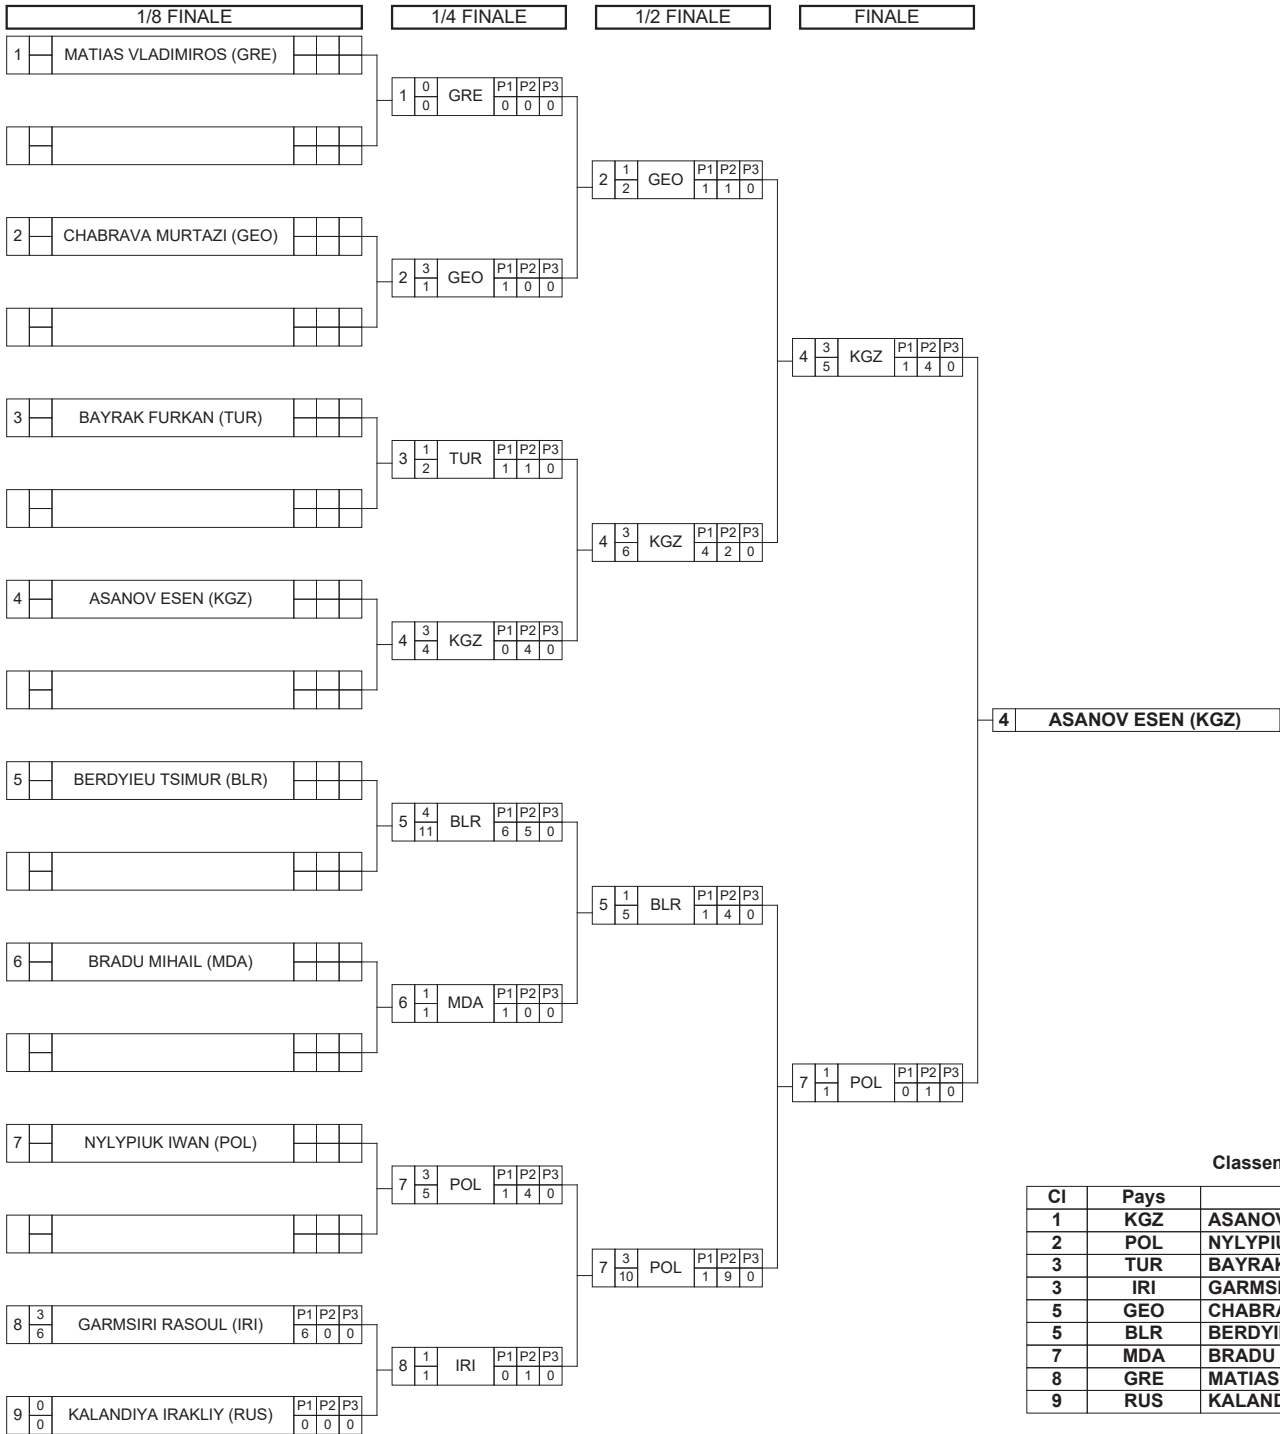 1/8 FINALE 1/4 FINALE 1/2 FINALE FINALE
1 MATIAS VLADIMIROS (GRE)
1 0 0 GRE P1 P2 P3 0 0 0
2 1 2 GEO P1 P2 P3 1 1 0
2 CHABRAVA MURTAZI (GEO)
2 3 1 GEO P1 P2 P3 1 0 0
4 3 5 KGZ P1 P2 P3 1 4 0
3 BAYRAK FURKAN (TUR)
3 1 2 TUR P1 P2 P3 1 1 0
4 3 6 KGZ P1 P2 P3 4 2 0
4 ASANOV ESEN (KGZ)
4 3 4 KGZ P1 P2 P3 0 4 0
4 ASANOV ESEN (KGZ)
5 BERDYIEU TSIMUR (BLR)
5 4 11 BLR P1 P2 P3 6 5 0
5 1 5 BLR P1 P2 P3 1 4 0
6 BRADU MIHAIL (MDA)
6 1 1 MDA P1 P2 P3 1 0 0
7 1 1 POL P1 P2 P3 0 1 0
7 NYLYPIUK IWAN (POL)
7 3 5 POL P1 P2 P3 1 4 0
7 3 10 POL P1 P2 P3 1 9 0
8 3 6 GARMSIRI RASOUL (IRI) P1 P2 P3 6 0 0
8 1 1 IRI P1 P2 P3 0 1 0
9 0 0 KALANDIYA IRAKLIY (RUS) P1 P2 P3 0 0 0
Classem
Cl Pays
1 KGZ ASANOV
2 POL NYLYPIU
3 TUR BAYRAK
3 IRI GARMSI
5 GEO CHABRA
5 BLR BERDYI
7 MDA BRADU
8 GRE MATIAS
9 RUS KALAND